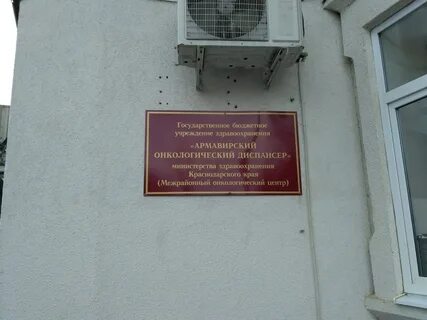 Государственное бюджетное
учреждение здравоохранения
«АРМАВИРСКИЙ
ОНКОЛОГИЧЕСКИЙ ДИСПАНСЕР»
министерства здравоохранения
Краснодарского края
(Межрайонный онкологический центр)